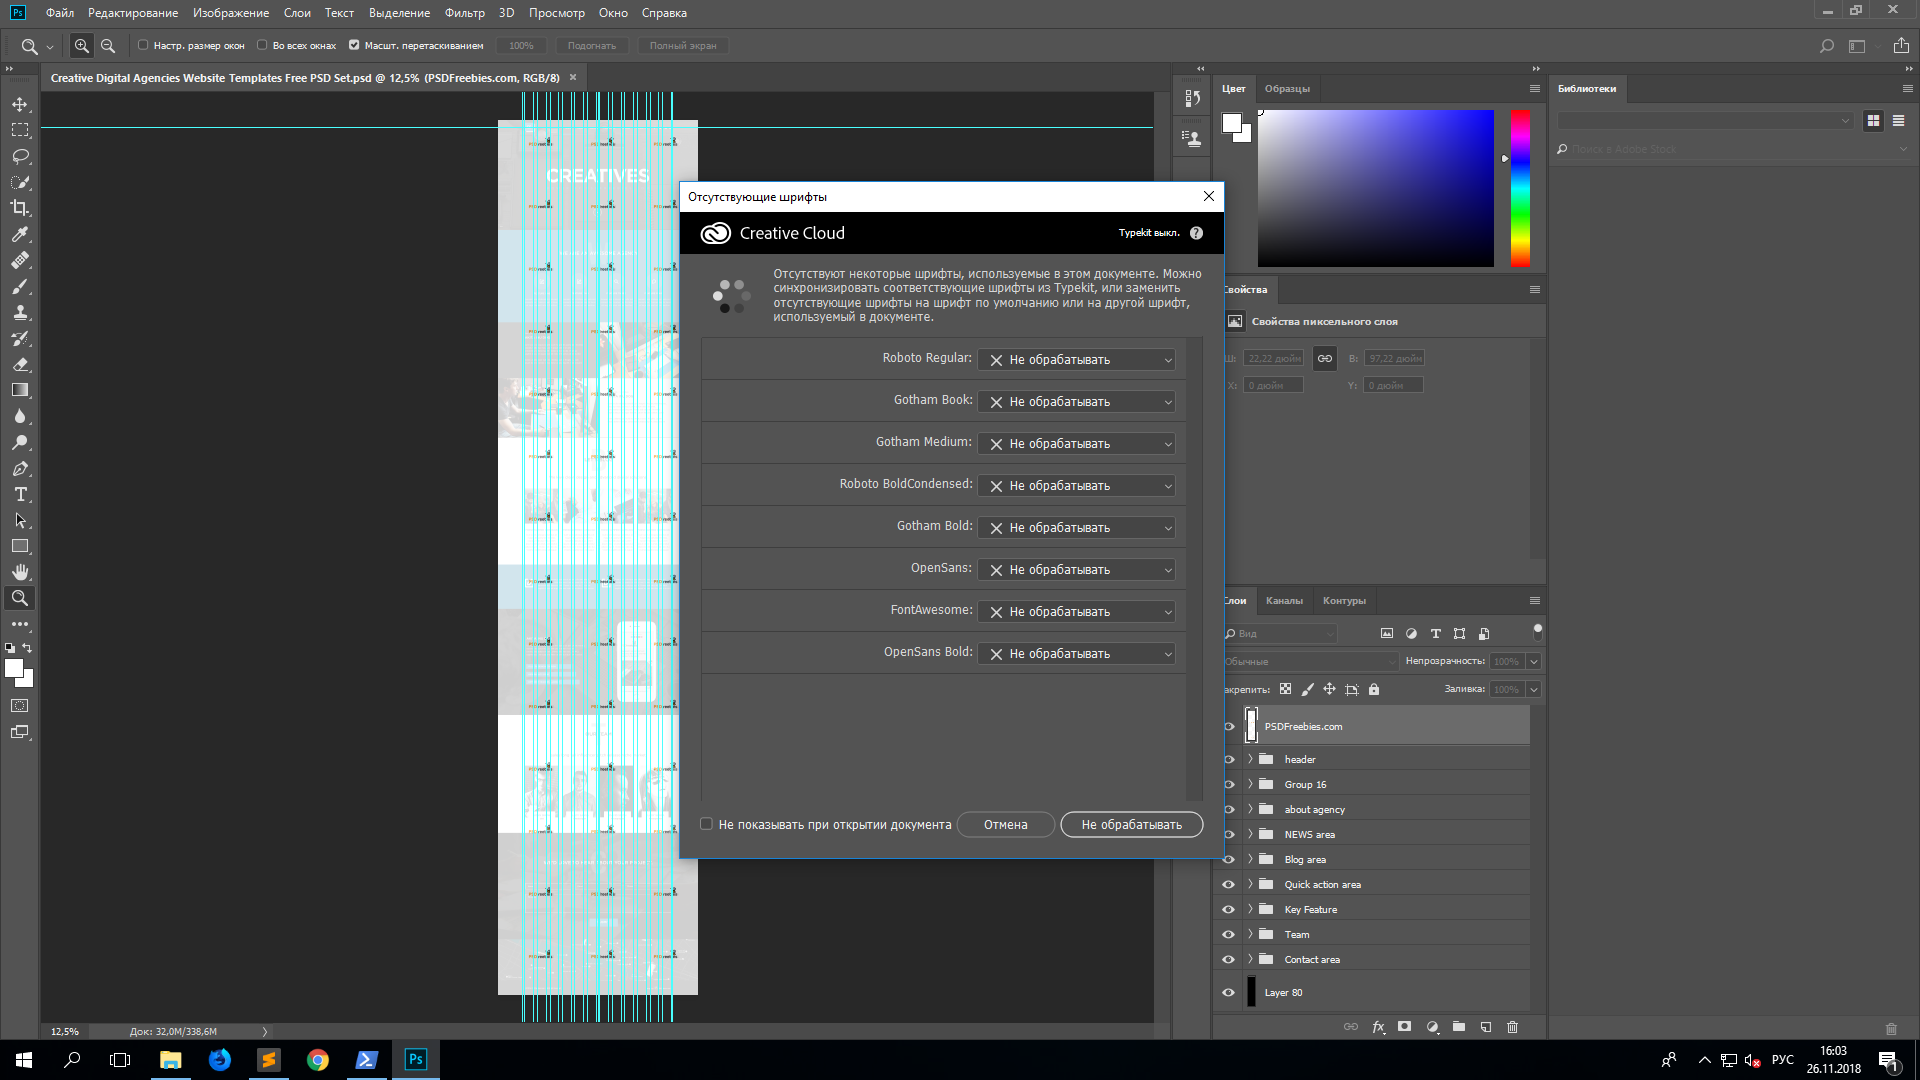 Ps
Файл Редактирование Изображение Слои Текст Выделение Фильтр 3D Просмотр Окно Справка
Настр. размер окон Во всех окнах Масшт. перетаскиванием 100% Подогнать Полный экран
Creative Digital Agencies Website Templates Free PSD Set.psd @ 12,5% (PSDFreebies.com, RGB/8)
CREATIVES
Отсутствующие шрифты
Creative Cloud
Typekit выкл.
Отсутствуют некоторые шрифты, используемые в этом документе. Можно
синхронизировать соответствующие шрифты из Typekit, или заменить
отсутствующие шрифты на шрифт по умолчанию или на другой шрифт,
используемый в документе.
Roboto Regular: Не обрабатывать
Gotham Book: Не обрабатывать
Gotham Medium: Не обрабатывать
Roboto BoldCondensed: Не обрабатывать
Gotham Bold: Не обрабатывать
OpenSans: Не обрабатывать
FontAwesome: Не обрабатывать
OpenSans Bold: Не обрабатывать
Не показывать при открытии документа Отмена Не обрабатывать
Цвет Образцы
Свойства
Свойства пиксельного слоя
Ш: 22,22 дюйм В: 97,22 дюйм
X: 0 дюйм Y: 0 дюйм
Слои Каналы Контуры
Вид
Обычные Непрозрачность: 100%
акрепить: Заливка: 100%
PSDFreebies.com
header
Group 16
about agency
NEWS area
Blog area
Quick action area
Key Feature
Team
Contact area
Layer 80
fx
Библиотеки
Поиск в Adobe Stock
12,5% Док: 32,0M/338,6M
Ps
РУС
16:03
26.11.2018
1